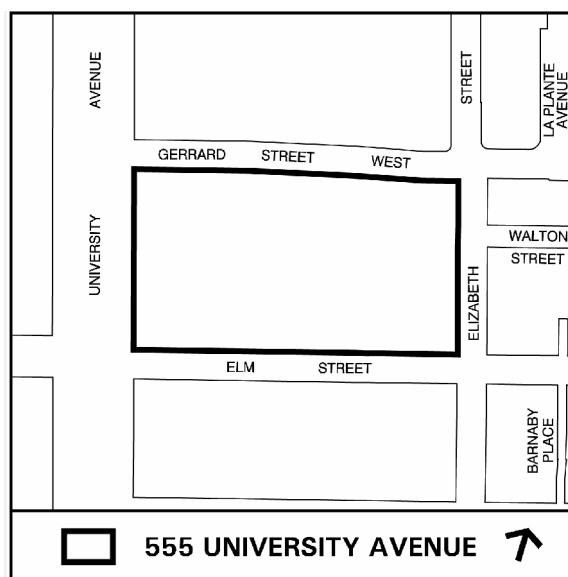 AVENUE
STREET
LA PLANTE
AVENUE
GERRARD STREET WEST
UNIVERSITY
WALTON
STREET
ELIZABETH
ELM STREET
BARNABY
PLACE
555 UNIVERSITY AVENUE